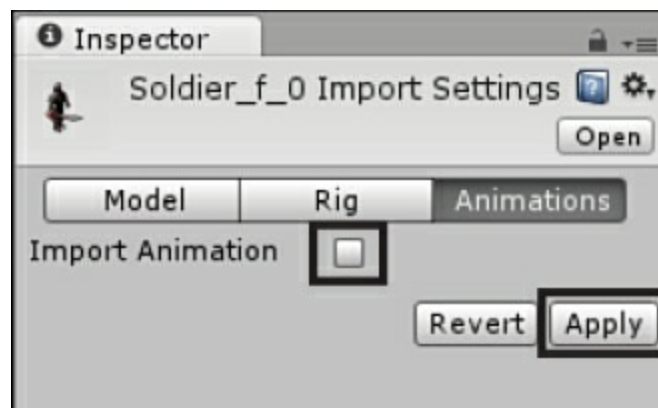 Inspector
Soldier_f_0 Import Settings
Open
Model Rig Animations
Import Animation
Revert Apply